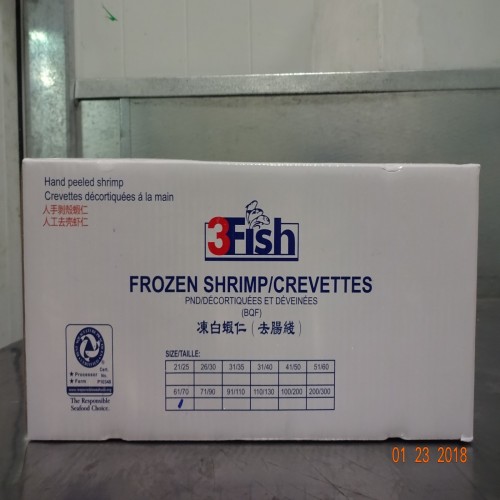 Hand peeled shrimp
Crevettes décortiquées à la main
人手剥殼蝦仁
人工去壳虾仁
3Fish
FROZEN SHRIMP/CREVETTES
PND/DÉCORTIQUÉES ET DÉVEINÉES
(BQF)
凍白蝦仁(去腸綫)
SIZE/TAILLE:
21/25 26/30 31/35 31/40 41/50 51/60
61/70 71/90 91/110 110/130 100/200 200/300
★ Processor
★ Farm
Cert. No.
The Responsible
Seafood Choice.
01 23 2018